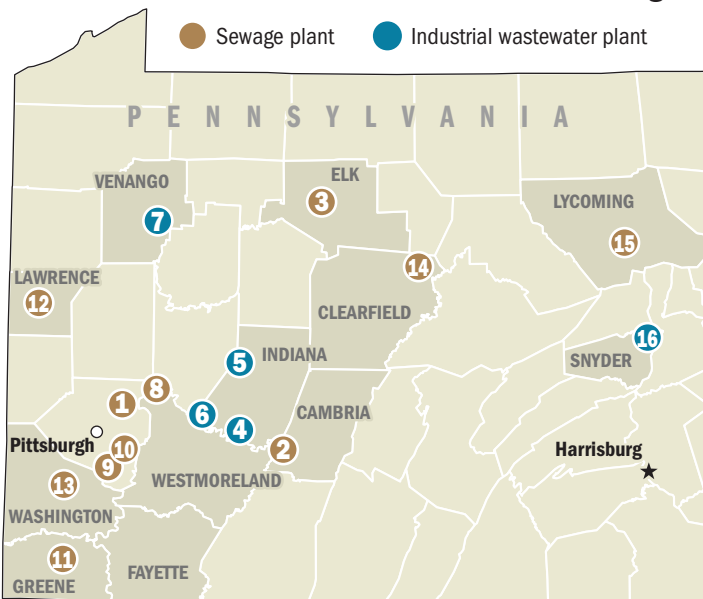 Sewage plant
Industrial wastewater plant
PENNSYLVANIA
VENANGO
ELK
LYCOMING
3
7
15
14
LAWRENCE
12
CLEARFIELD
16
5
INDIANA
SNYDER
8
1
6
CAMBRIA
4
Pittsburgh
10
2
Harrisburg
9
13
WESTMORELAND
WASHINGTON
11
FAYETTE
GREENE